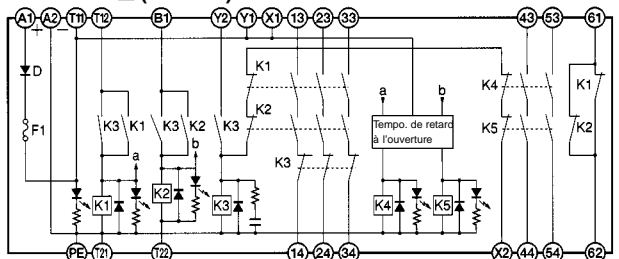 A1 A2 T11 T12 B1 Y2 Y1 X1 13 23 33 43 53 61
+ −
D
F1
K3 K1 K3 K2 K3
K1
K2
K3
a b
a b
Tempo. de retard
à l'ouverture
K4
K5
K1
K2
K1 K2 K3 K4 K5
(PE) (T21) (T22) (14) (24) (34) X2 (44) (54) (62)